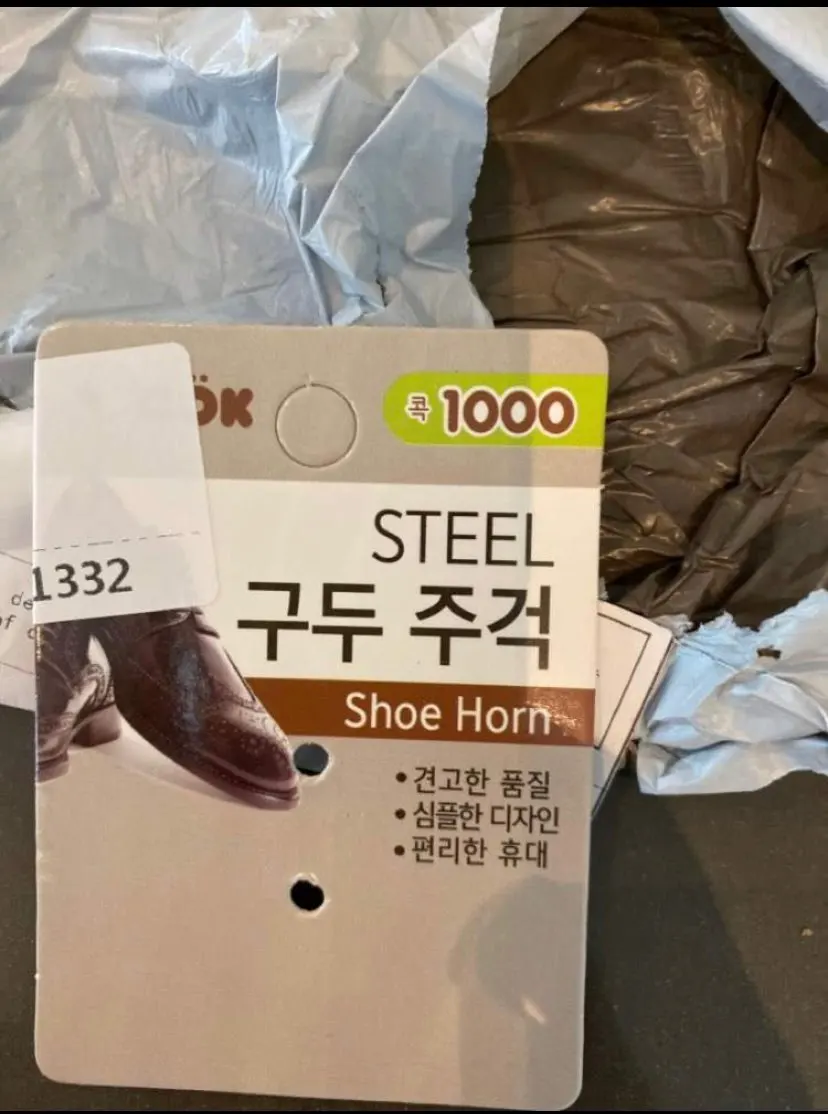 ÖK
콕 1000
STEEL
구두 주걱
1332
Shoe Horn
• 견고한 품질
• 심플한 디자인
• 편리한 휴대